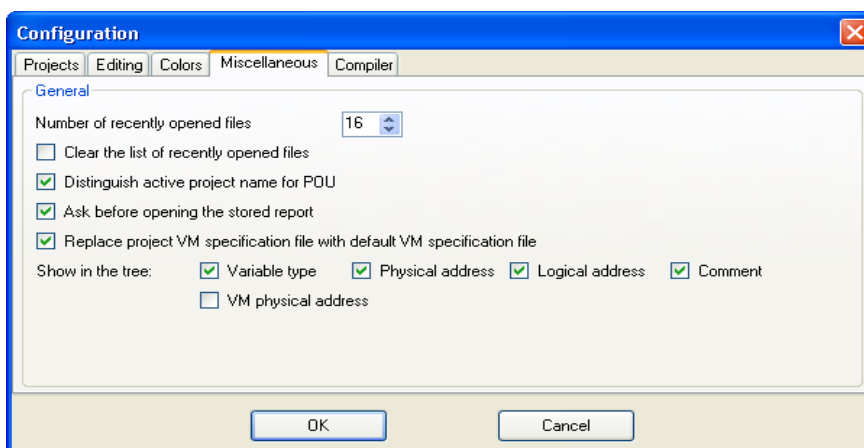 Configuration
Projects Editing Colors Miscellaneous Compiler
General
Number of recently opened files 16
Clear the list of recently opened files
Distinguish active project name for POU
Ask before opening the stored report
Replace project VM specification file with default VM specification file
Show in the tree: Variable type Physical address Logical address Comment
VM physical address
OK Cancel